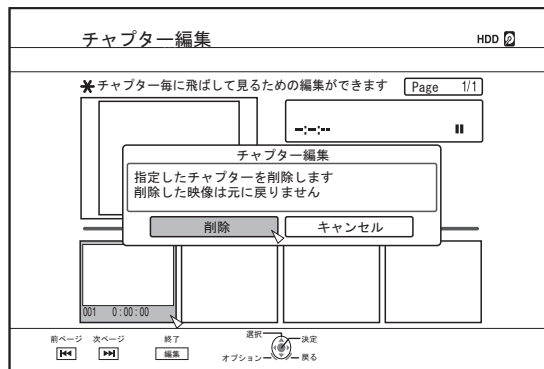 チャプター編集
HDD
チャプター毎に飛ばして見るための編集ができます
Page 1/1
-:-:--
チャプター編集
指定したチャプターを削除します
削除した映像は元に戻りません
削除 キャンセル
001 0:00:00
前ページ 次ページ 終了 編集
選択 決定
オプション 戻る